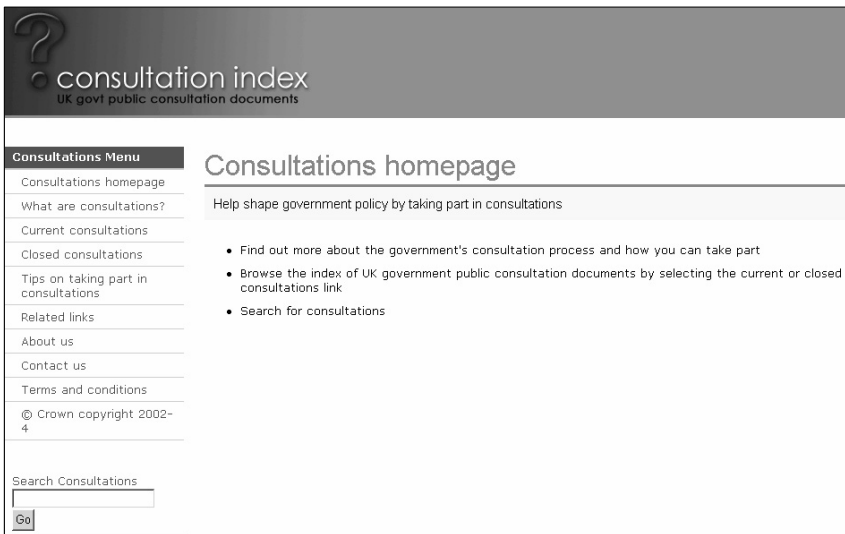 ?
consultation index
UK govt public consultation documents
Consultations Menu
Consultations homepage
What are consultations?
Current consultations
Closed consultations
Tips on taking part in
consultations
Related links
About us
Contact us
Terms and conditions
© Crown copyright 2002-
4
Search Consultations
Go
Consultations homepage
Help shape government policy by taking part in consultations
• Find out more about the government's consultation process and how you can take part
• Browse the index of UK government public consultation documents by selecting the current or closed
consultations link
• Search for consultations